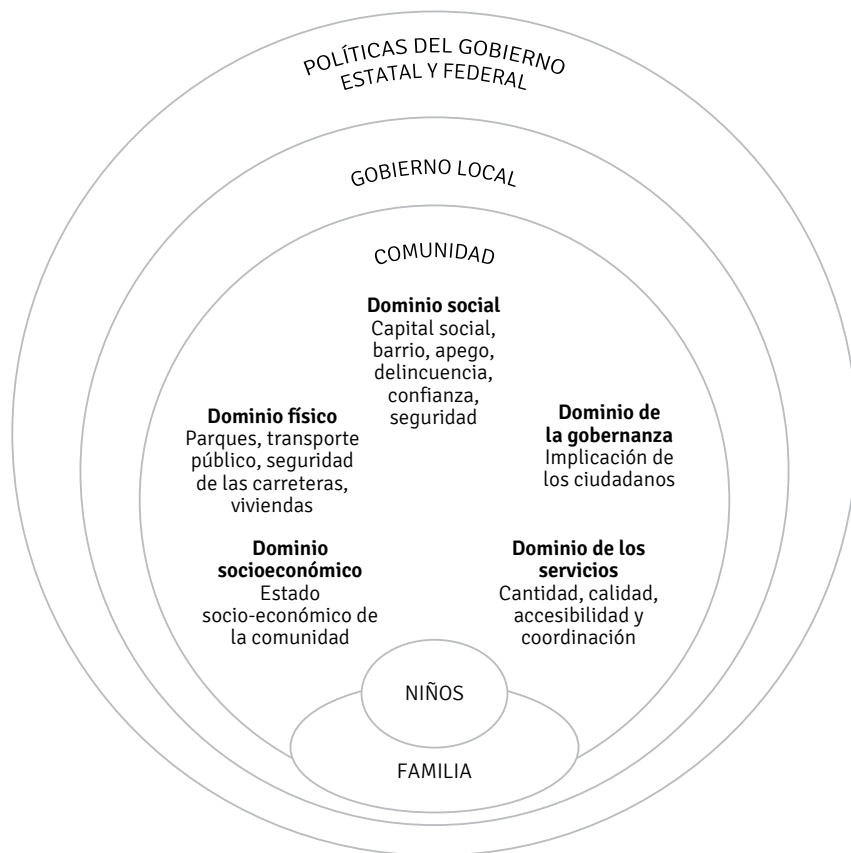 POLÍTICAS DEL GOBIERNO
ESTATAL Y FEDERAL
GOBIERNO LOCAL
COMUNIDAD
Dominio social
Capital social,
barrio, apego,
delincuencia,
confianza,
seguridad
Dominio físico
Parques, transporte
público, seguridad
de las carreteras,
viviendas
Dominio de
la gobernanza
Implicación de
los ciudadanos
Dominio
socioeconómico
Estado
socio-económico de
la comunidad
Dominio de los
servicios
Cantidad, calidad,
accesibilidad y
coordinación
NIÑOS
FAMILIA